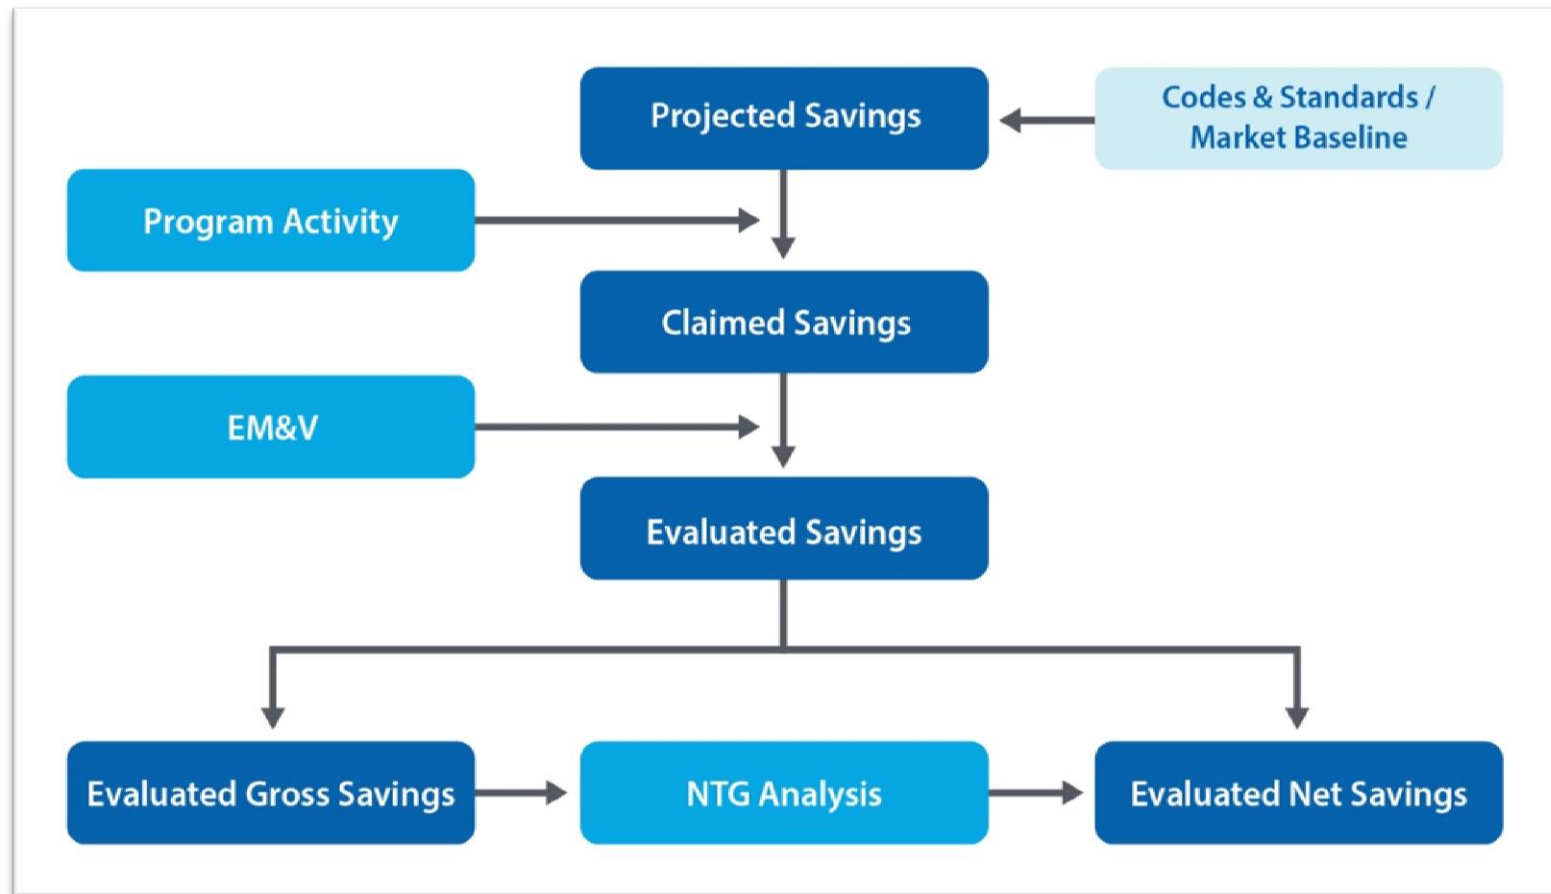 Projected Savings
Codes & Standards /
Market Baseline
Program Activity
Claimed Savings
EM&V
Evaluated Savings
Evaluated Gross Savings
NTG Analysis
Evaluated Net Savings